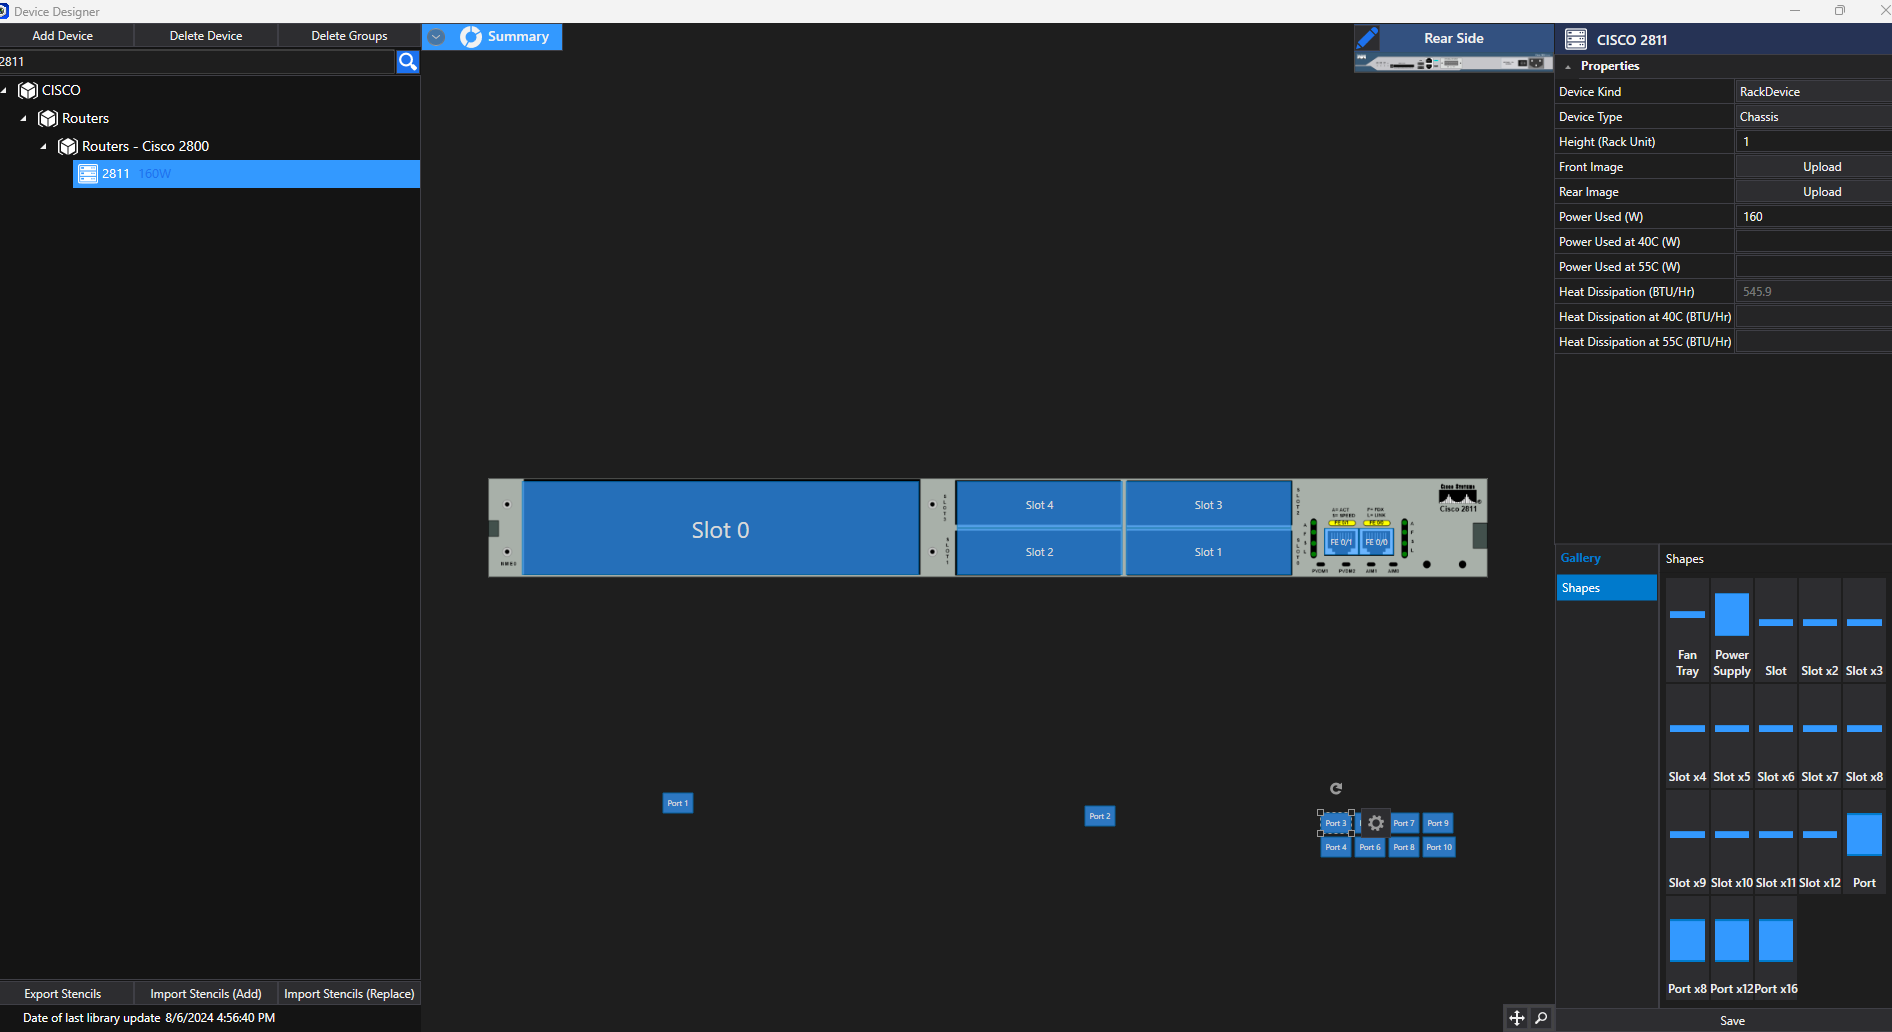 Device Designer
Add Device
Delete Device
Delete Groups
Summary
Rear Side
CISCO 2811
2811
CISCO
Routers
Routers - Cisco 2800
2811 160W
Properties
Device Kind RackDevice
Device Type Chassis
Height (Rack Unit) 1
Front Image Upload
Rear Image Upload
Power Used (W) 160
Power Used at 40C (W)
Power Used at 55C (W)
Heat Dissipation (BTU/Hr) 545.9
Heat Dissipation at 40C (BTU/Hr)
Heat Dissipation at 55C (BTU/Hr)
Slot 0
Slot 4
Slot 3
Slot 2
Slot 1
FE 0/1
FE 0/0
Cisco Systems
Cisco 2811
Port 1
Port 2
Port 3
Port 7
Port 9
Port 4
Port 6
Port 8
Port 10
Gallery
Shapes
Shapes
Fan Tray
Power Supply
Slot
Slot x2
Slot x3
Slot x4
Slot x5
Slot x6
Slot x7
Slot x8
Slot x9
Slot x10
Slot x11
Slot x12
Port
Port x8
Port x12
Port x16
Save
Export Stencils
Import Stencils (Add)
Import Stencils (Replace)
Date of last library update 8/6/2024 4:56:40 PM